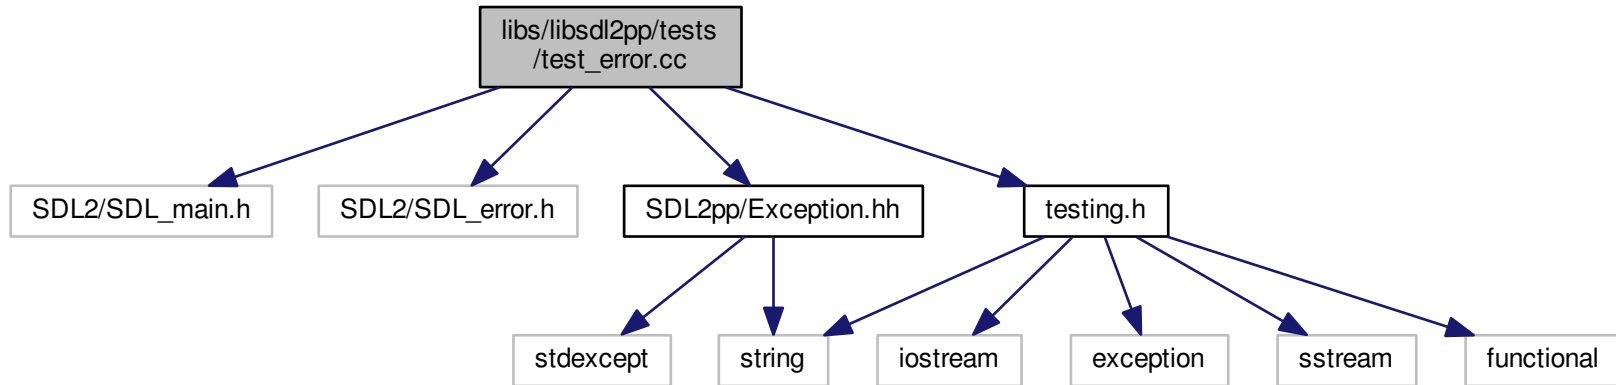 libs/libsdl2pp/tests
/test_error.cc
SDL2/SDL_main.h
SDL2/SDL_error.h
SDL2pp/Exception.hh
testing.h
stdexcept
string
iostream
exception
sstream
functional